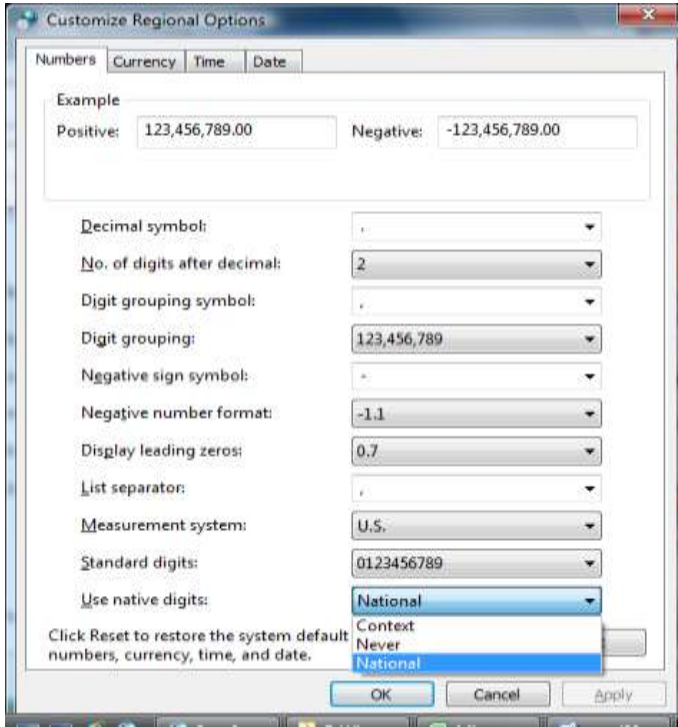 Customize Regional Options
Numbers Currency Time Date
Example
Positive: 123,456,789.00 Negative: -123,456,789.00
Decimal symbol: .
No. of digits after decimal: 2
Digit grouping symbol: ,
Digit grouping: 123,456,789
Negative sign symbol: -
Negative number format: -1.1
Display leading zeros: 0.7
List separator: ,
Measurement system: U.S.
Standard digits: 0123456789
Use native digits: National
Context
Never
National
Click Reset to restore the system default
numbers, currency, time, and date.
OK Cancel Apply